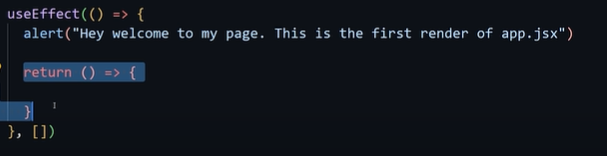 useEffect(() => {
alert("Hey welcome to my page. This is the first render of app.jsx")
return () => {
}
}, [])